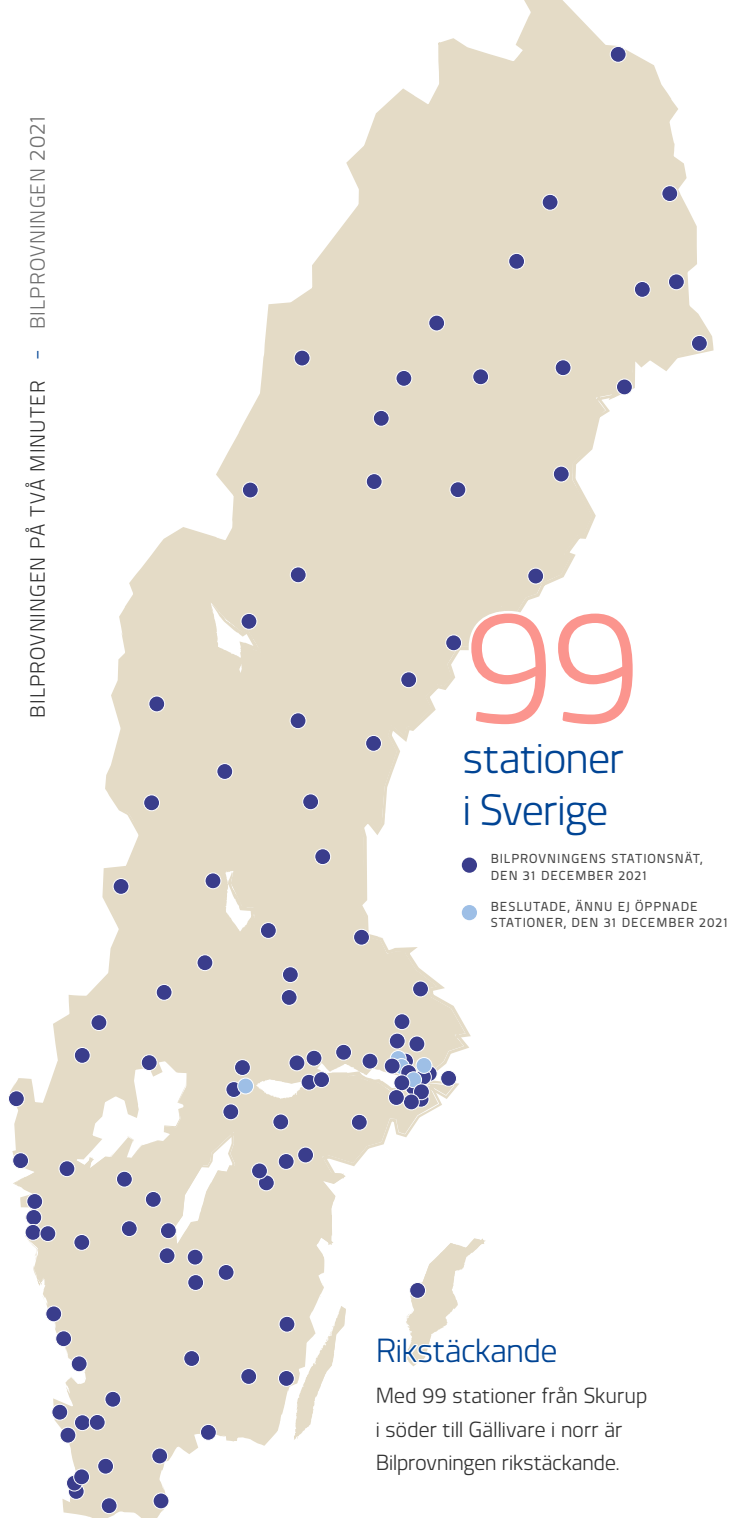 BILPROVNINGEN PÅ TVÅ MINUTER – BILPROVNINGEN 2021
99
stationer
i Sverige
BILPROVNINGENS STATIONSNÄT,
DEN 31 DECEMBER 2021
BESLUTADE, ÄNNU EJ ÖPPNADE
STATIONER, DEN 31 DECEMBER 2021
Rikstäckande
Med 99 stationer från Skurup
i söder till Gällivare i norr är
Bilprovningen rikstäckande.